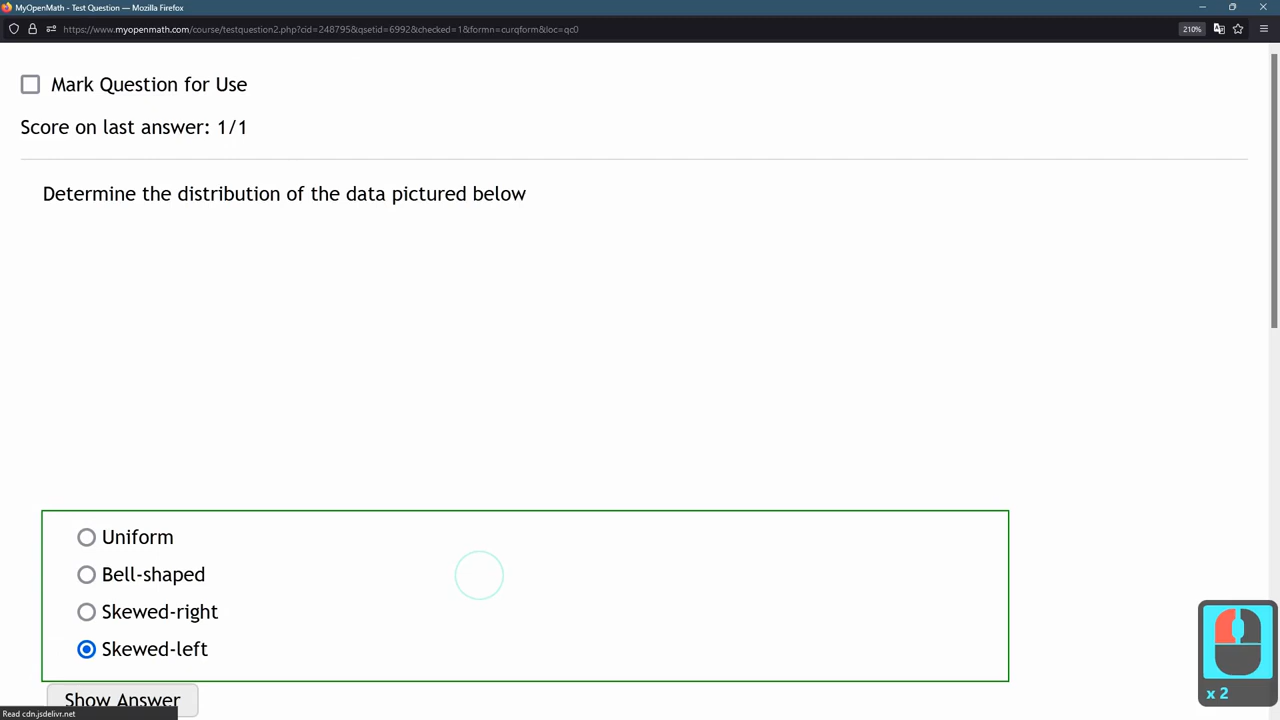 MyOpenMath - Test Question — Mozilla Firefox
https://www.myopenmath.com/course/testquestion2.php?cid=248795&qsetid=6992&checked=1&formn=curqform&loc=qc0
210%
Mark Question for Use
Score on last answer: 1/1
Determine the distribution of the data pictured below
Uniform
Bell-shaped
Skewed-right
Skewed-left
Show Answer
Read cdn.jsdelivr.net
x 2